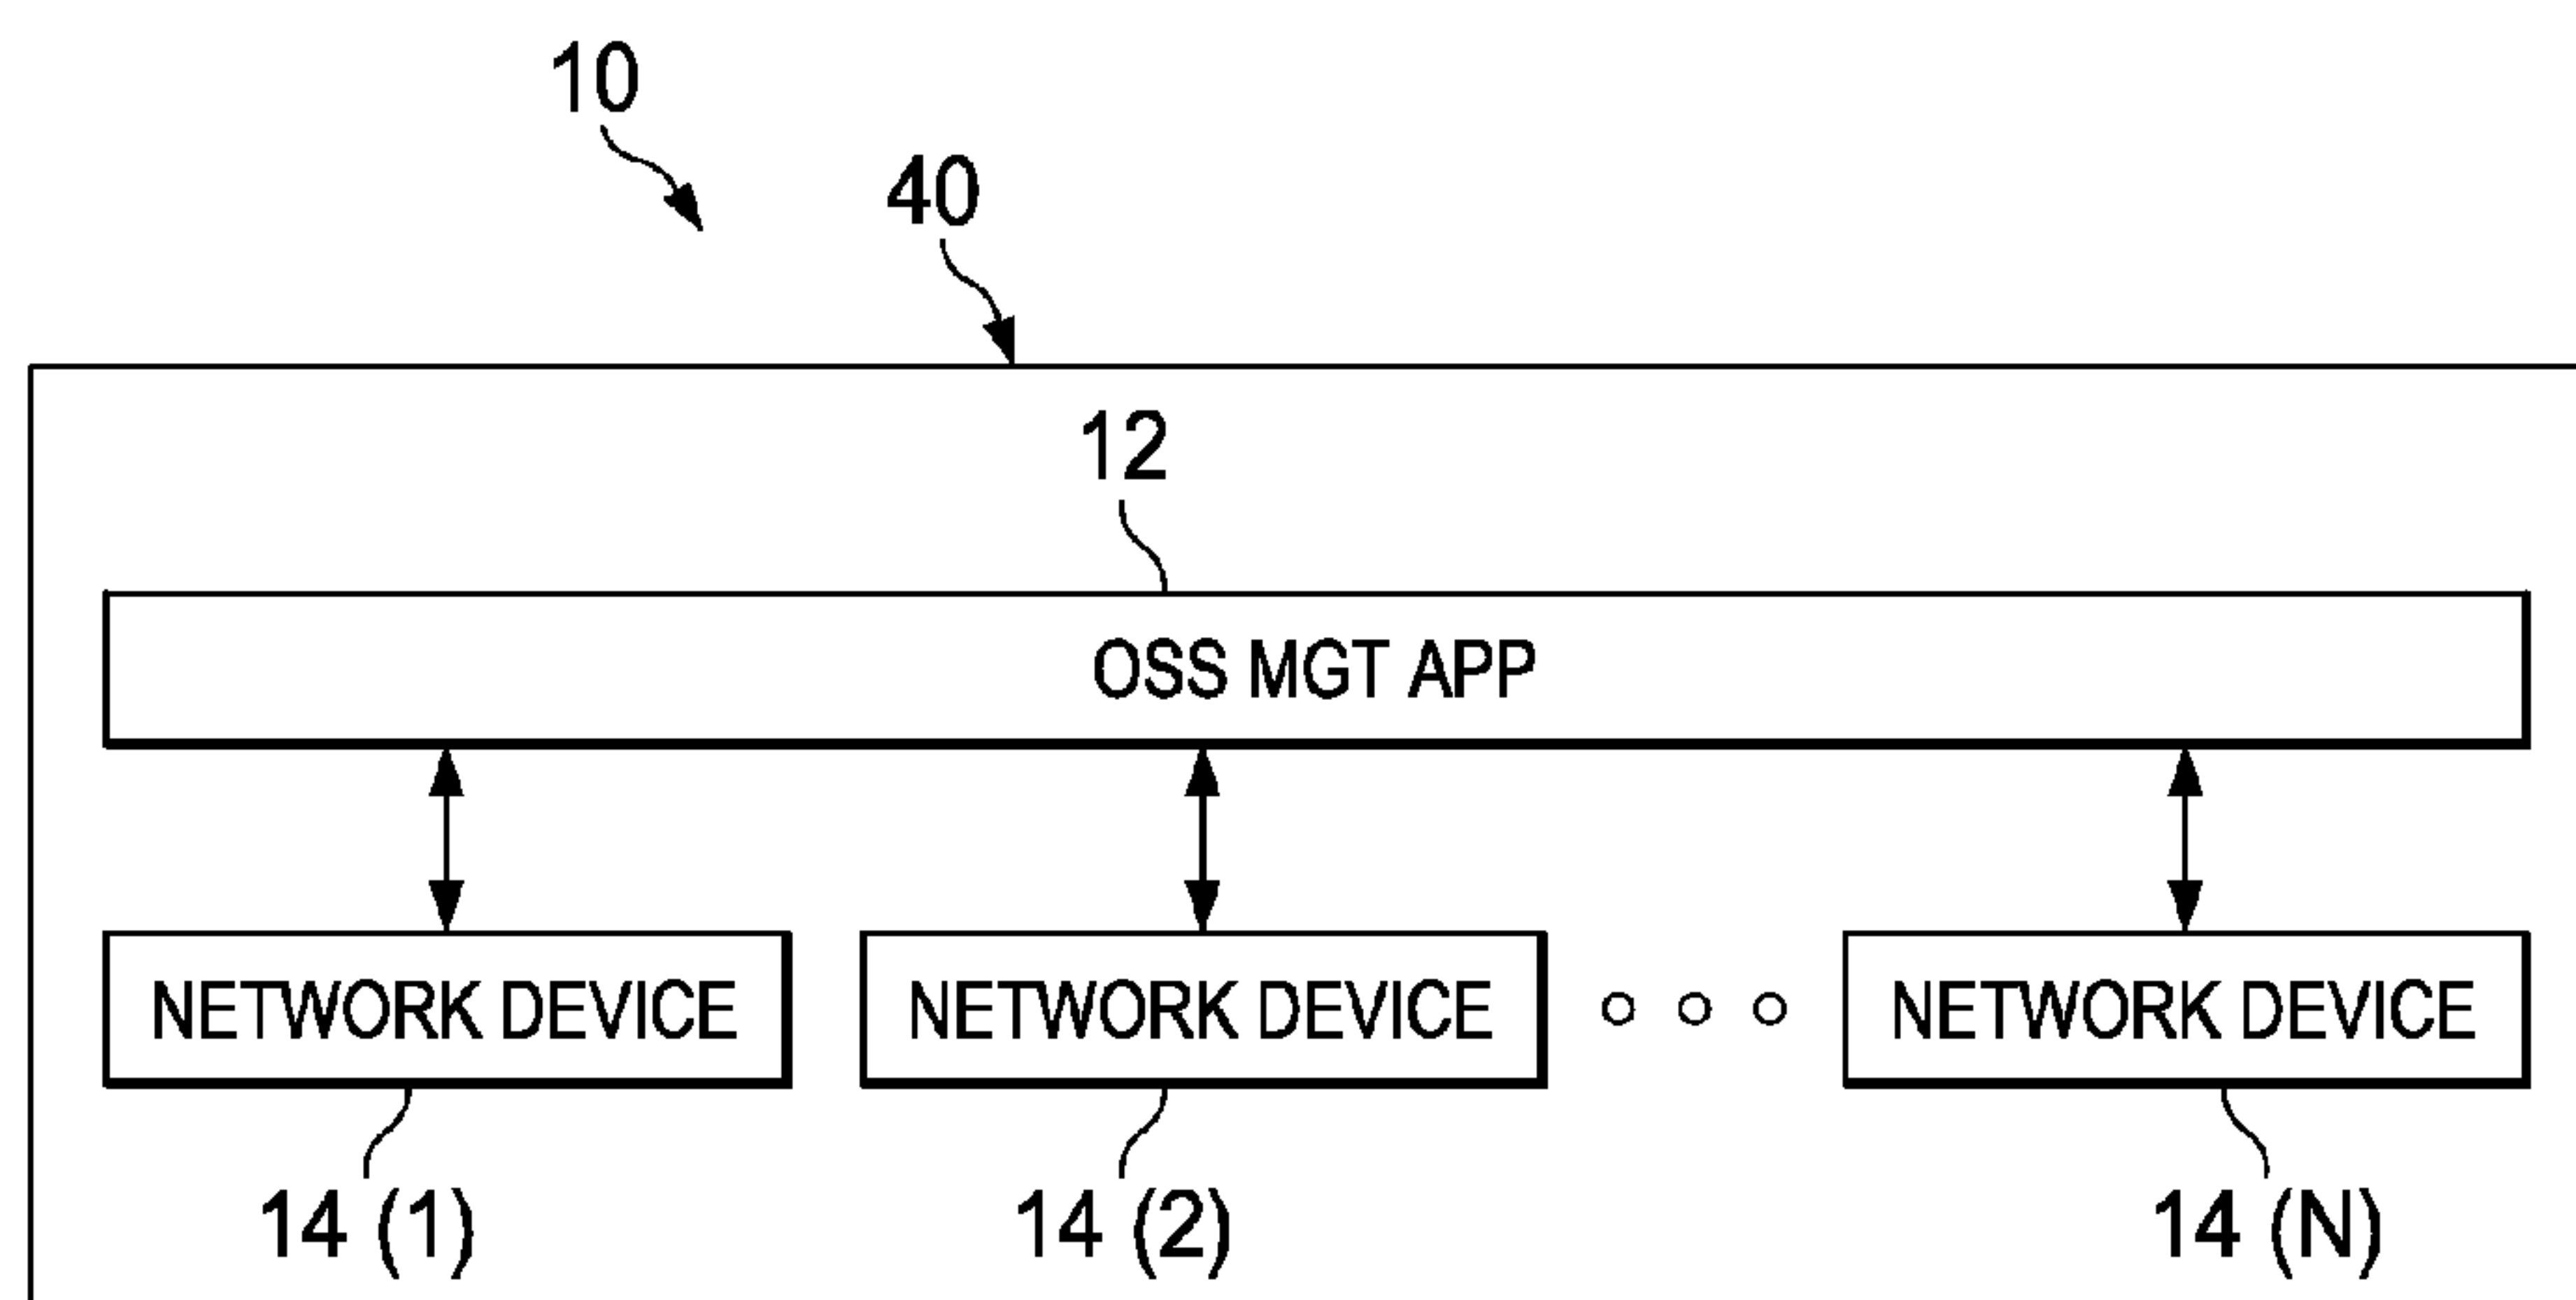 10
40
12
OSS MGT APP
NETWORK DEVICE NETWORK DEVICE NETWORK DEVICE
14 (1) 14 (2) 14 (N)